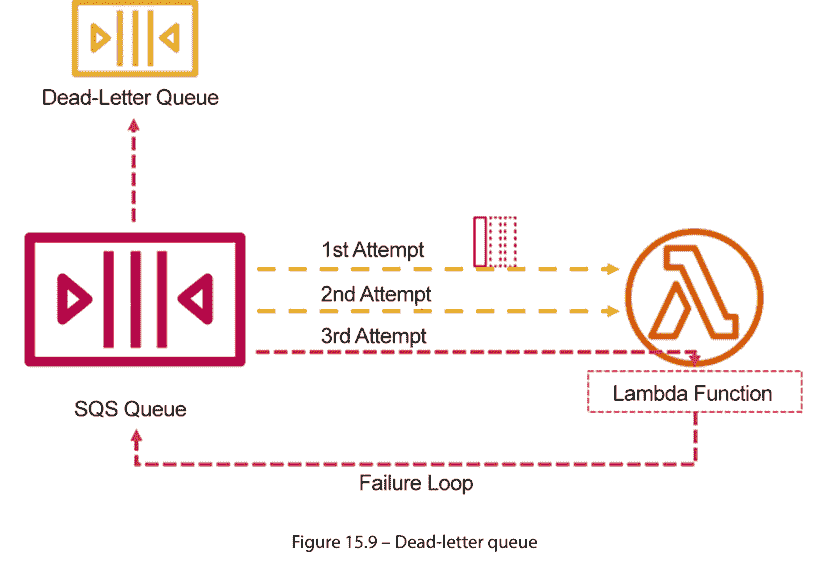 Dead-Letter Queue
1st Attempt
2nd Attempt
3rd Attempt
Lambda Function
SQS Queue
Failure Loop
Figure 15.9 – Dead-letter queue